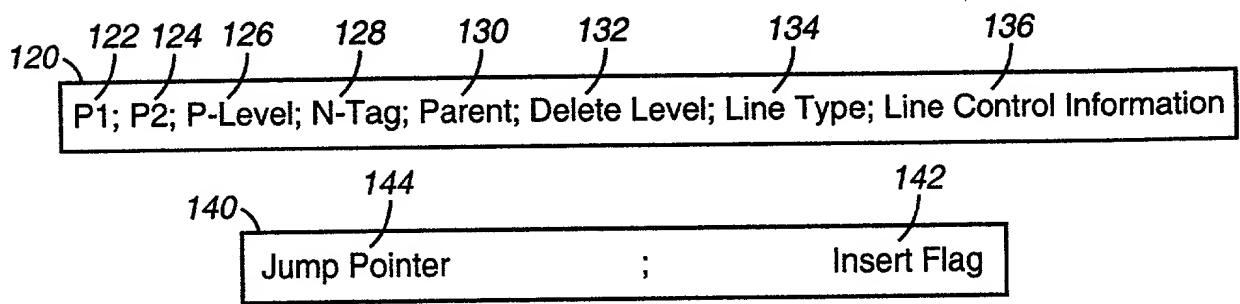 122 124 126 128 130 132 134 136
120
P1; P2; P-Level; N-Tag; Parent; Delete Level; Line Type; Line Control Information
144 142
140
Jump Pointer ; Insert Flag